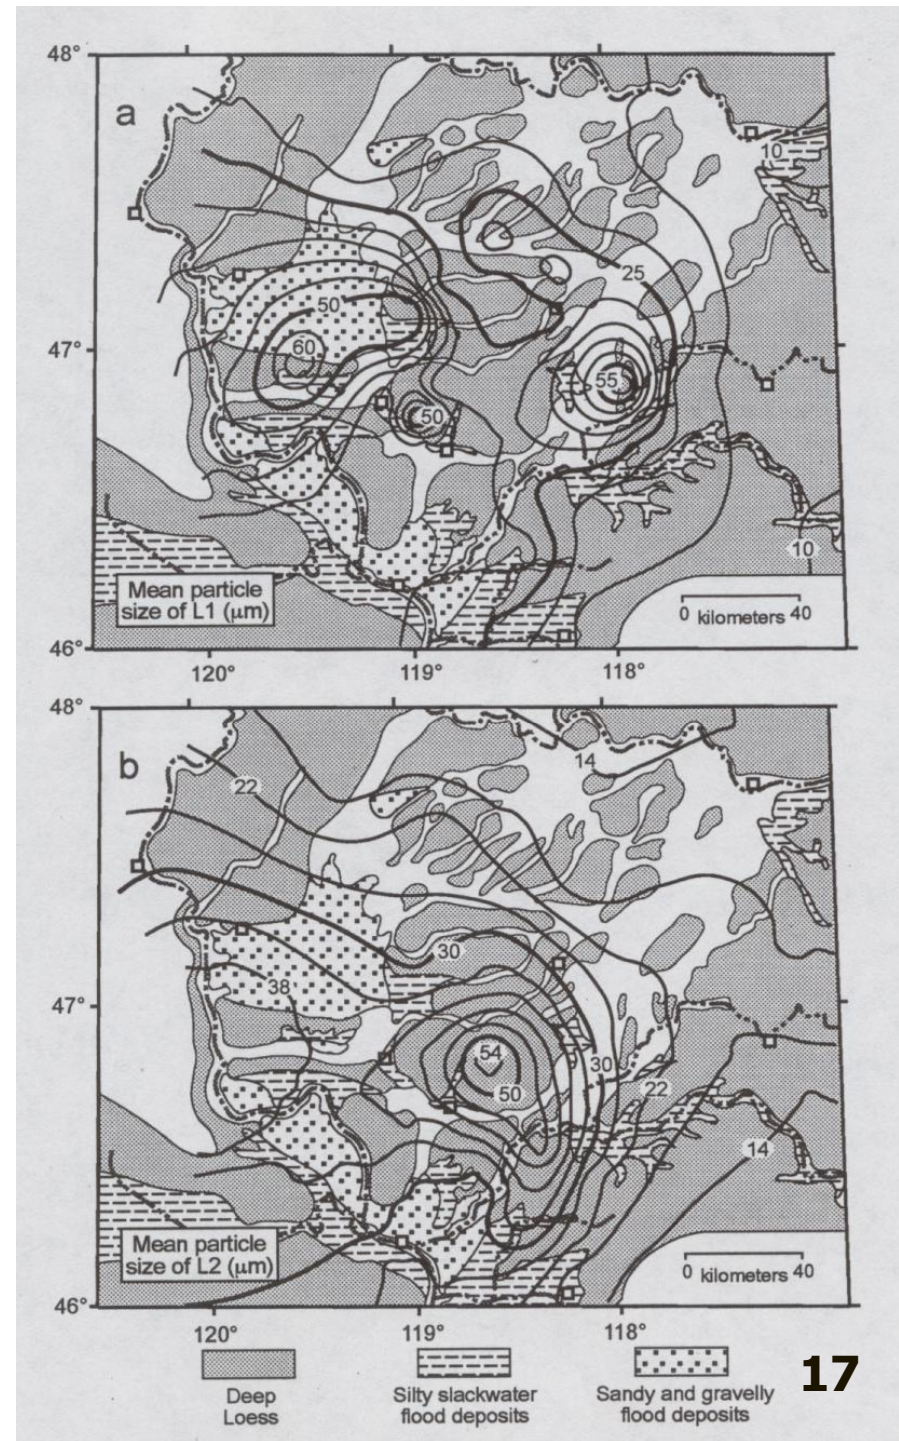 48°
a
10
25
50
47°
60
55
50
10
Mean particle
size of L1 (μm)
0 kilometers 40
46°
120°
119°
118°
48°
b
14
22
30
38
47°
54
30
50
22
14
Mean particle
size of L2 (μm)
0 kilometers 40
46°
120°
119°
118°
Deep
Loess
Silty slackwater
flood deposits
Sandy and gravelly
flood deposits
17